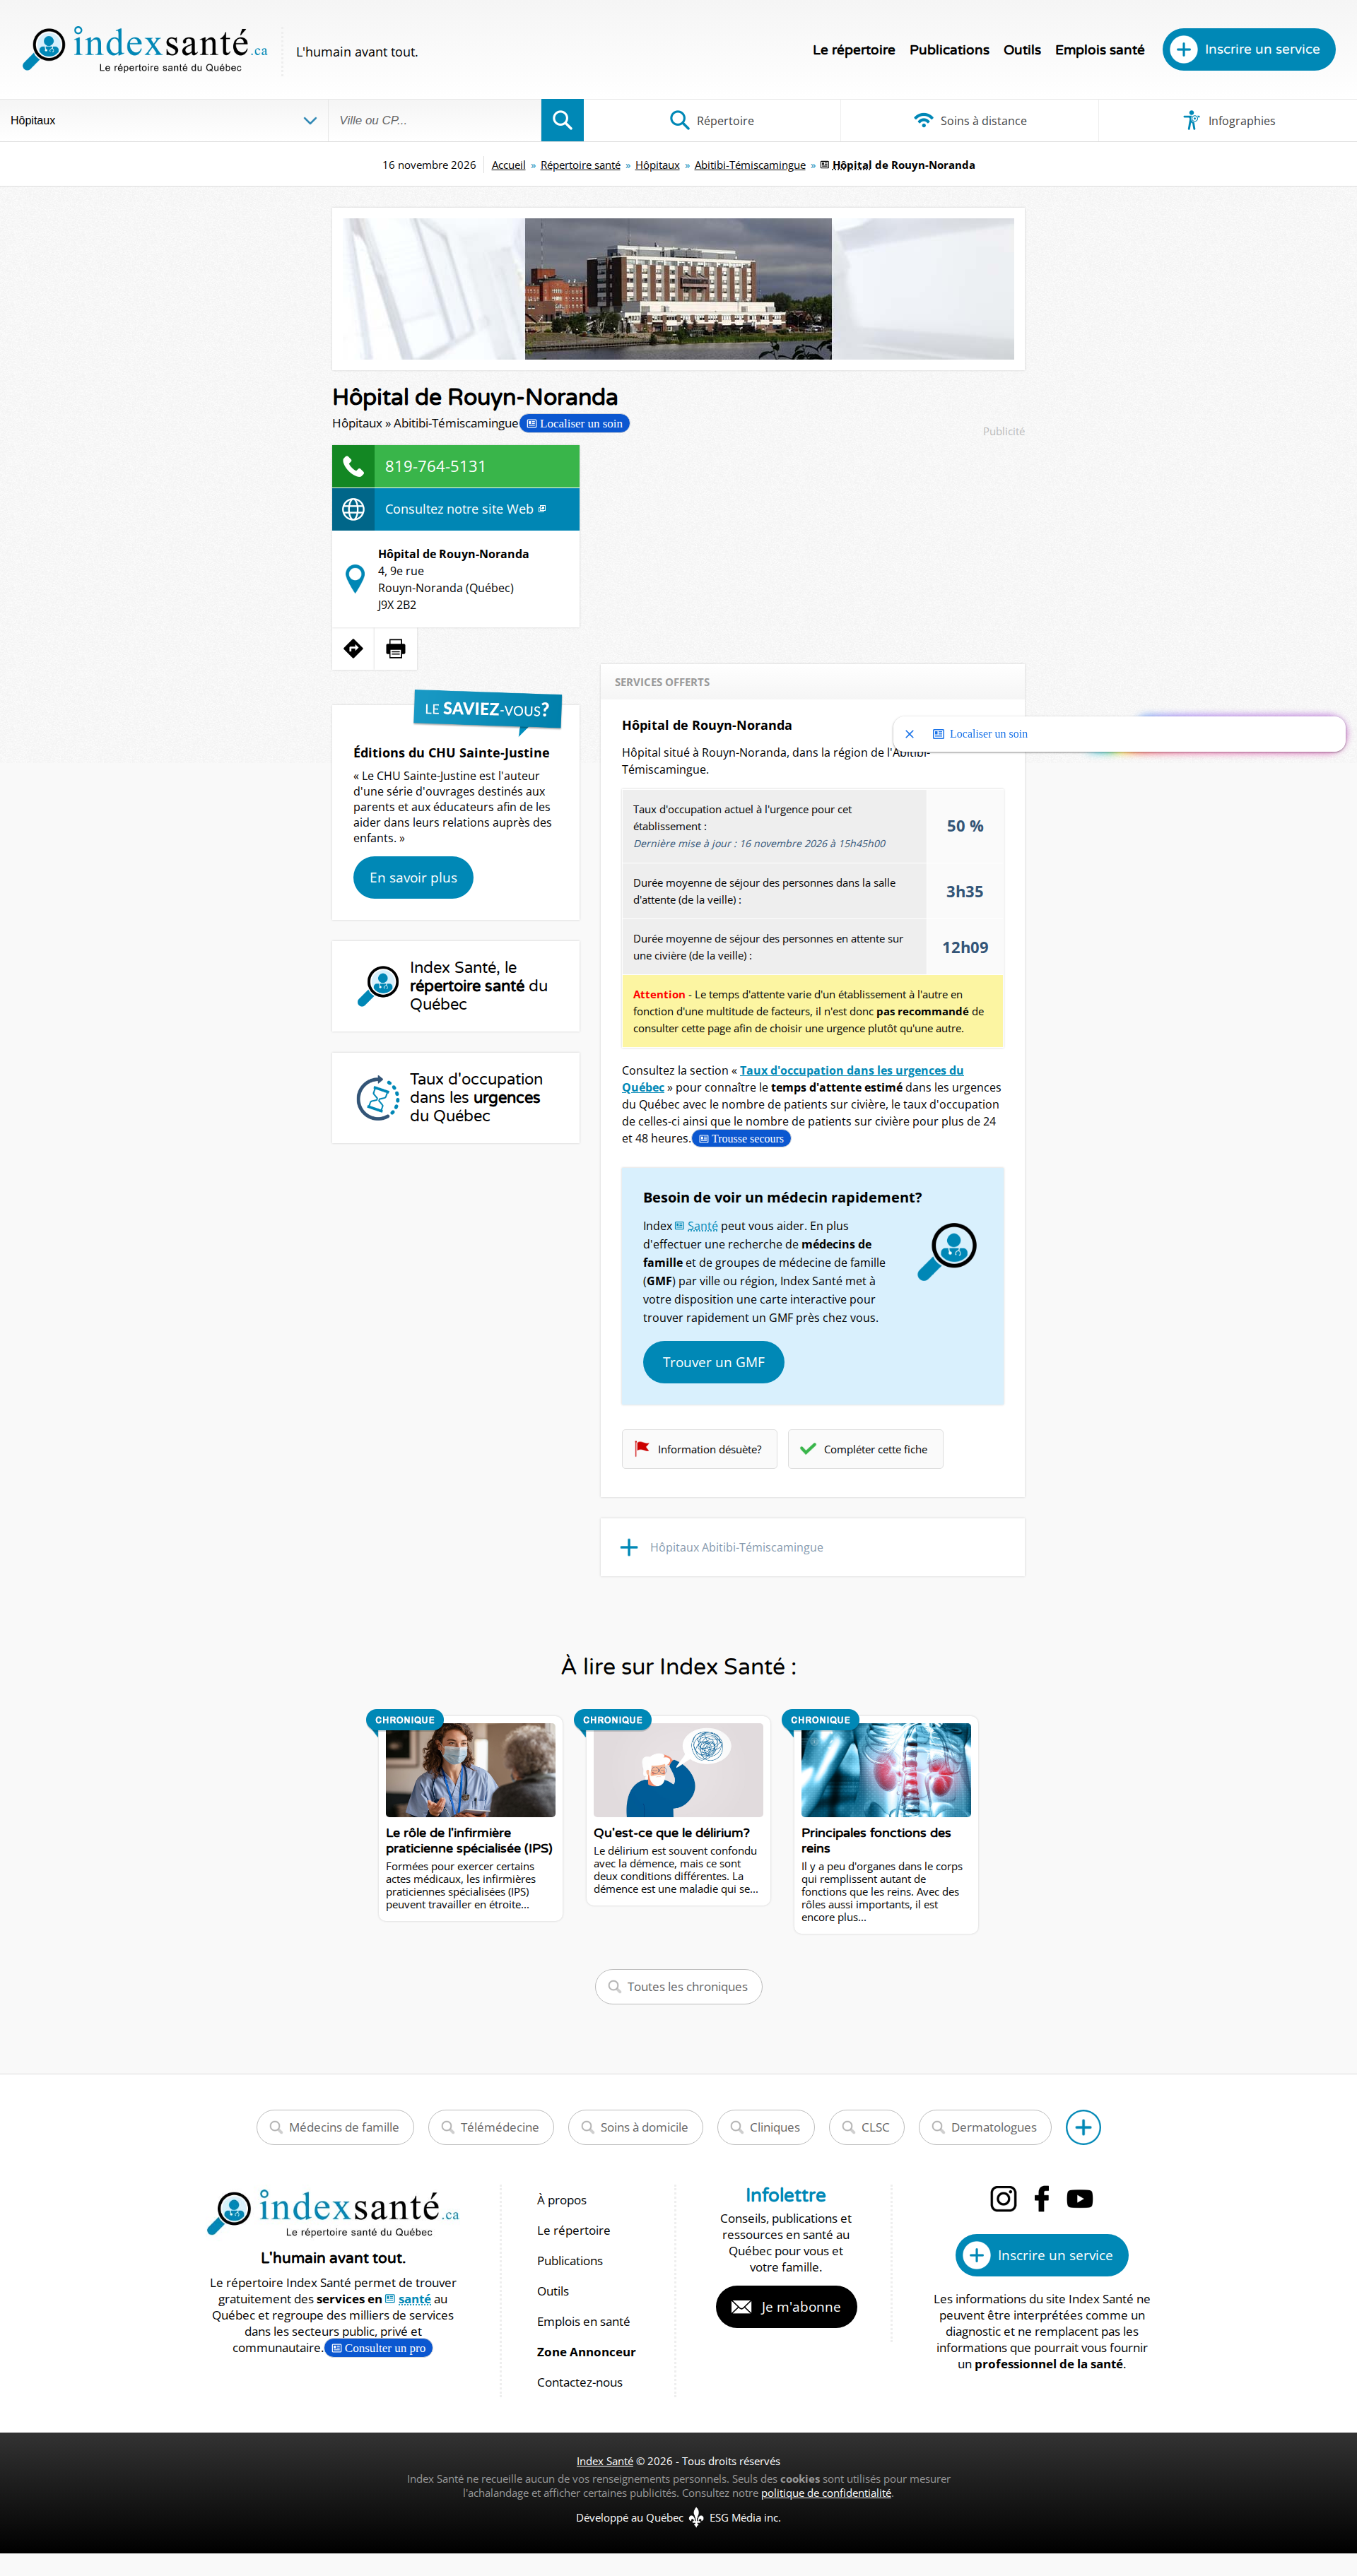 indexsanté.ca
Le répertoire santé du Québec
L'humain avant tout.
Le répertoire
Publications
Outils
Emplois santé
Inscrire un service
Hôpitaux
Ville ou CP...
Répertoire
Soins à distance
Infographies
16 novembre 2026
Accueil » Répertoire santé » Hôpitaux » Abitibi-Témiscamingue » Hôpital de Rouyn-Noranda
Hôpital de Rouyn-Noranda
Hôpitaux » Abitibi-Témiscamingue Localiser un soin
Publicité
819-764-5131
Consultez notre site Web
Hôpital de Rouyn-Noranda
4, 9e rue
Rouyn-Noranda (Québec)
J9X 2B2
LE SAVIEZ-VOUS?
Éditions du CHU Sainte-Justine
« Le CHU Sainte-Justine est l'auteur
d'une série d'ouvrages destinés aux
parents et aux éducateurs afin de les
aider dans leurs relations auprès des
enfants. »
En savoir plus
Index Santé, le
répertoire santé du
Québec
Taux d'occupation
dans les urgences
du Québec
SERVICES OFFERTS
Hôpital de Rouyn-Noranda
Localiser un soin
Hôpital situé à Rouyn-Noranda, dans la région de l'Abitibi-
Témiscamingue.
Taux d'occupation actuel à l'urgence pour cet
établissement :
Dernière mise à jour : 16 novembre 2026 à 15h45h00
50 %
Durée moyenne de séjour des personnes dans la salle
d'attente (de la veille) :
3h35
Durée moyenne de séjour des personnes en attente sur
une civière (de la veille) :
12h09
Attention - Le temps d'attente varie d'un établissement à l'autre en
fonction d'une multitude de facteurs, il n'est donc pas recommandé de
consulter cette page afin de choisir une urgence plutôt qu'une autre.
Consultez la section « Taux d'occupation dans les urgences du
Québec » pour connaître le temps d'attente estimé dans les urgences
du Québec avec le nombre de patients sur civière, le taux d'occupation
de celles-ci ainsi que le nombre de patients sur civière pour plus de 24
et 48 heures. Trousse secours
Besoin de voir un médecin rapidement?
Index Santé peut vous aider. En plus
d'effectuer une recherche de médecins de
famille et de groupes de médecine de famille
(GMF) par ville ou région, Index Santé met à
votre disposition une carte interactive pour
trouver rapidement un GMF près chez vous.
Trouver un GMF
Information désuète?
Compléter cette fiche
Hôpitaux Abitibi-Témiscamingue
À lire sur Index Santé :
CHRONIQUE
Le rôle de l'infirmière
praticienne spécialisée (IPS)
Formées pour exercer certains
actes médicaux, les infirmières
praticiennes spécialisées (IPS)
peuvent travailler en étroite...
CHRONIQUE
Qu'est-ce que le délirium?
Le délirium est souvent confondu
avec la démence, mais ce sont
deux conditions différentes. La
démence est une maladie qui se...
CHRONIQUE
Principales fonctions des
reins
Il y a peu d'organes dans le corps
qui remplissent autant de
fonctions que les reins. Avec des
rôles aussi importants, il est
encore plus...
Toutes les chroniques
Médecins de famille
Télémédecine
Soins à domicile
Cliniques
CLSC
Dermatologues
indexsanté.ca
Le répertoire santé du Québec
L'humain avant tout.
Le répertoire Index Santé permet de trouver
gratuitement des services en santé au
Québec et regroupe des milliers de services
dans les secteurs public, privé et
communautaire. Consulter un pro
À propos
Le répertoire
Publications
Outils
Emplois en santé
Zone Annonceur
Contactez-nous
Infolettre
Conseils, publications et
ressources en santé au
Québec pour vous et
votre famille.
Je m'abonne
Inscrire un service
Les informations du site Index Santé ne
peuvent être interprétées comme un
diagnostic et ne remplacent pas les
informations que pourrait vous fournir
un professionnel de la santé.
Index Santé © 2026 - Tous droits réservés
Index Santé ne recueille aucun de vos renseignements personnels. Seuls des cookies sont utilisés pour mesurer
l'achalandage et afficher certaines publicités. Consultez notre politique de confidentialité.
Développé au Québec ESG Média inc.